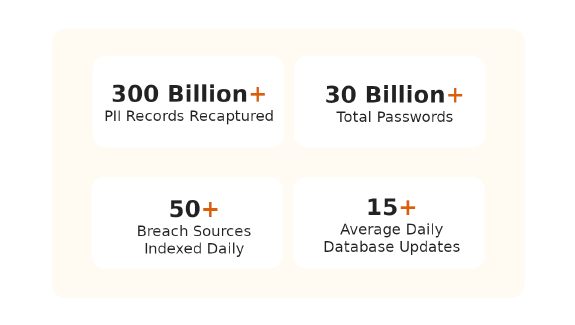 300 Billion+
PII Records Recaptured
30 Billion+
Total Passwords
50+
Breach Sources
Indexed Daily
15+
Average Daily
Database Updates